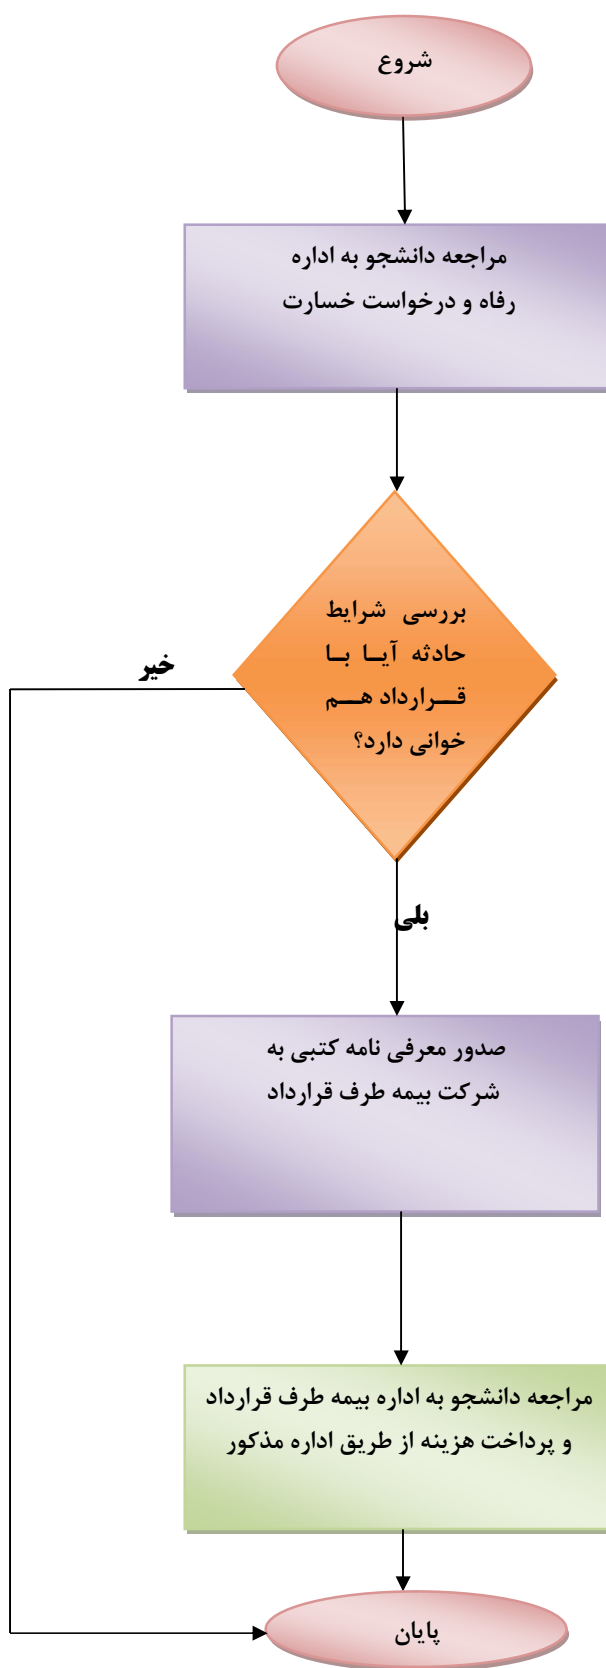 شروع
مراجعه دانشجو به اداره
رفاه و درخواست خسارت
بررسی شرایط
حادثه آیا با
قرارداد هم
خوانی دارد؟
خیر
بلی
صدور معرفی نامه کتبی به
شرکت بیمه طرف قرارداد
مراجعه دانشجو به اداره بیمه طرف قرارداد
و پرداخت هزینه از طریق اداره مذکور
پایان